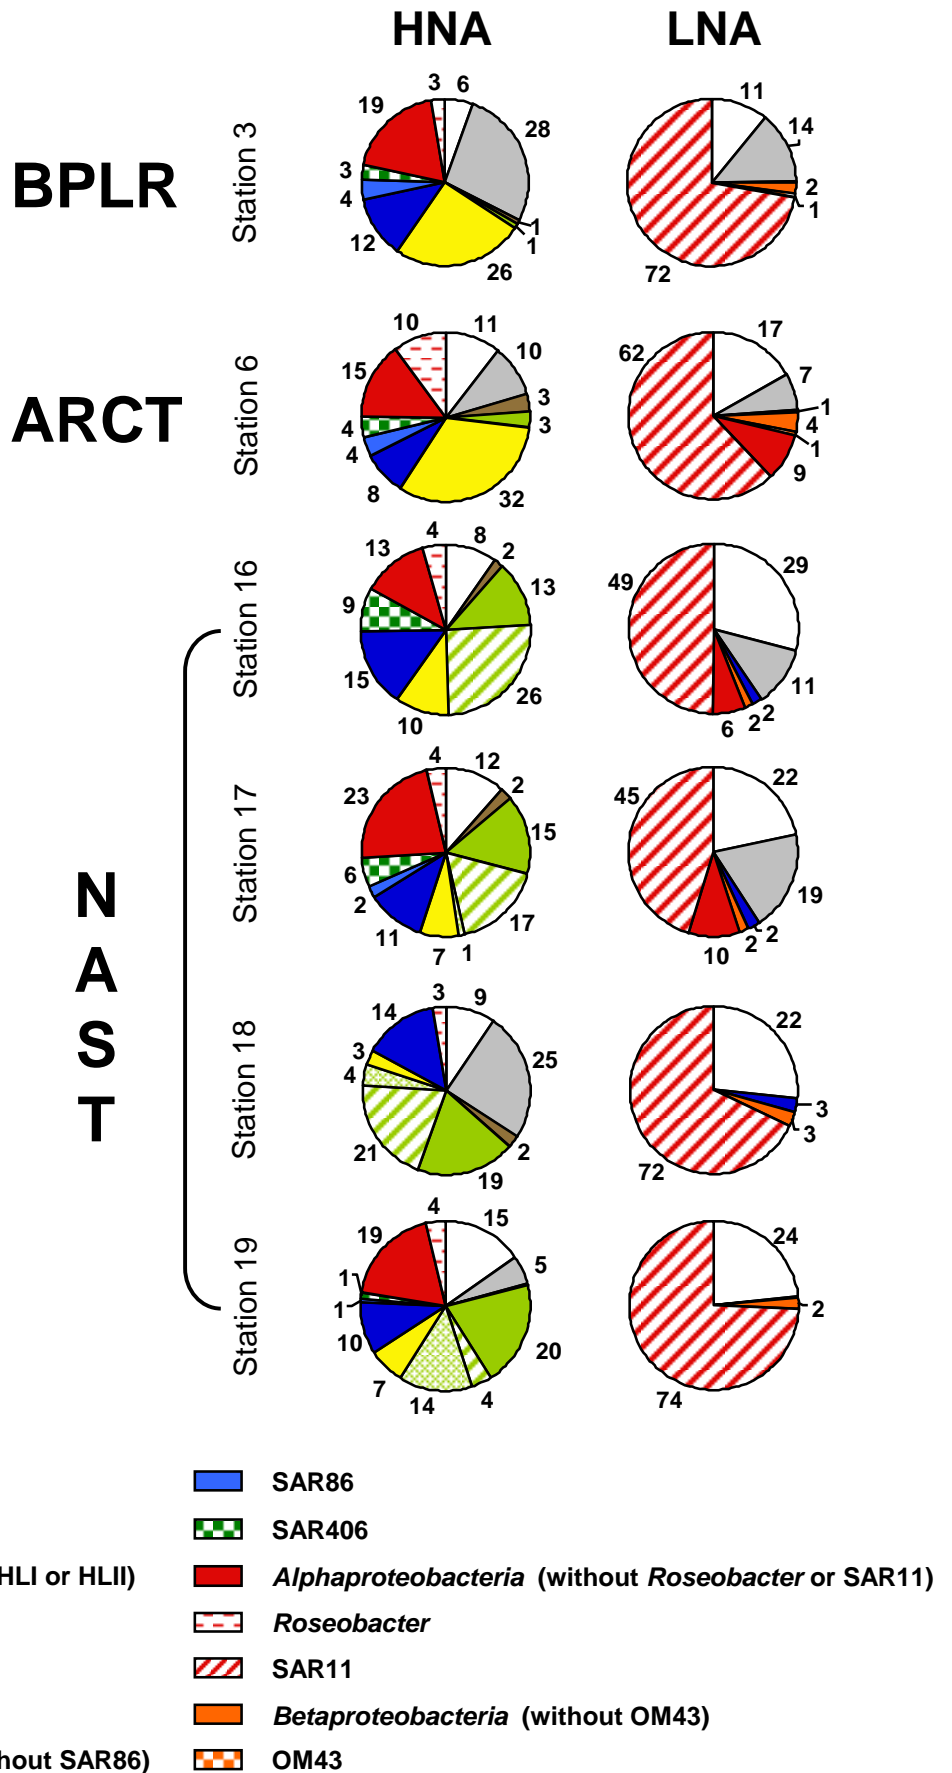 HNA LNA
BPLR
Station 3
3 6 28 1 1 26 12 4 3 19
11 14 2 1 72
ARCT
Station 6
10 11 10 3 3 32 8 4 4 15
17 7 1 4 1 9 62
NAST
Station 16
4 8 2 13 26 10 15 9 13
29 11 2 2 6 49
Station 17
4 12 2 15 17 1 7 11 2 6 23
22 19 2 2 10 45
Station 18
3 9 25 2 19 21 4 3 14
22 3 3 72
Station 19
4 15 5 20 4 14 7 10 1 1 19
24 2 74
SAR86
SAR406
HLI or HLII) Alphaproteobacteria (without Roseobacter or SAR11)
Roseobacter
SAR11
Betaproteobacteria (without OM43)
hout SAR86) OM43